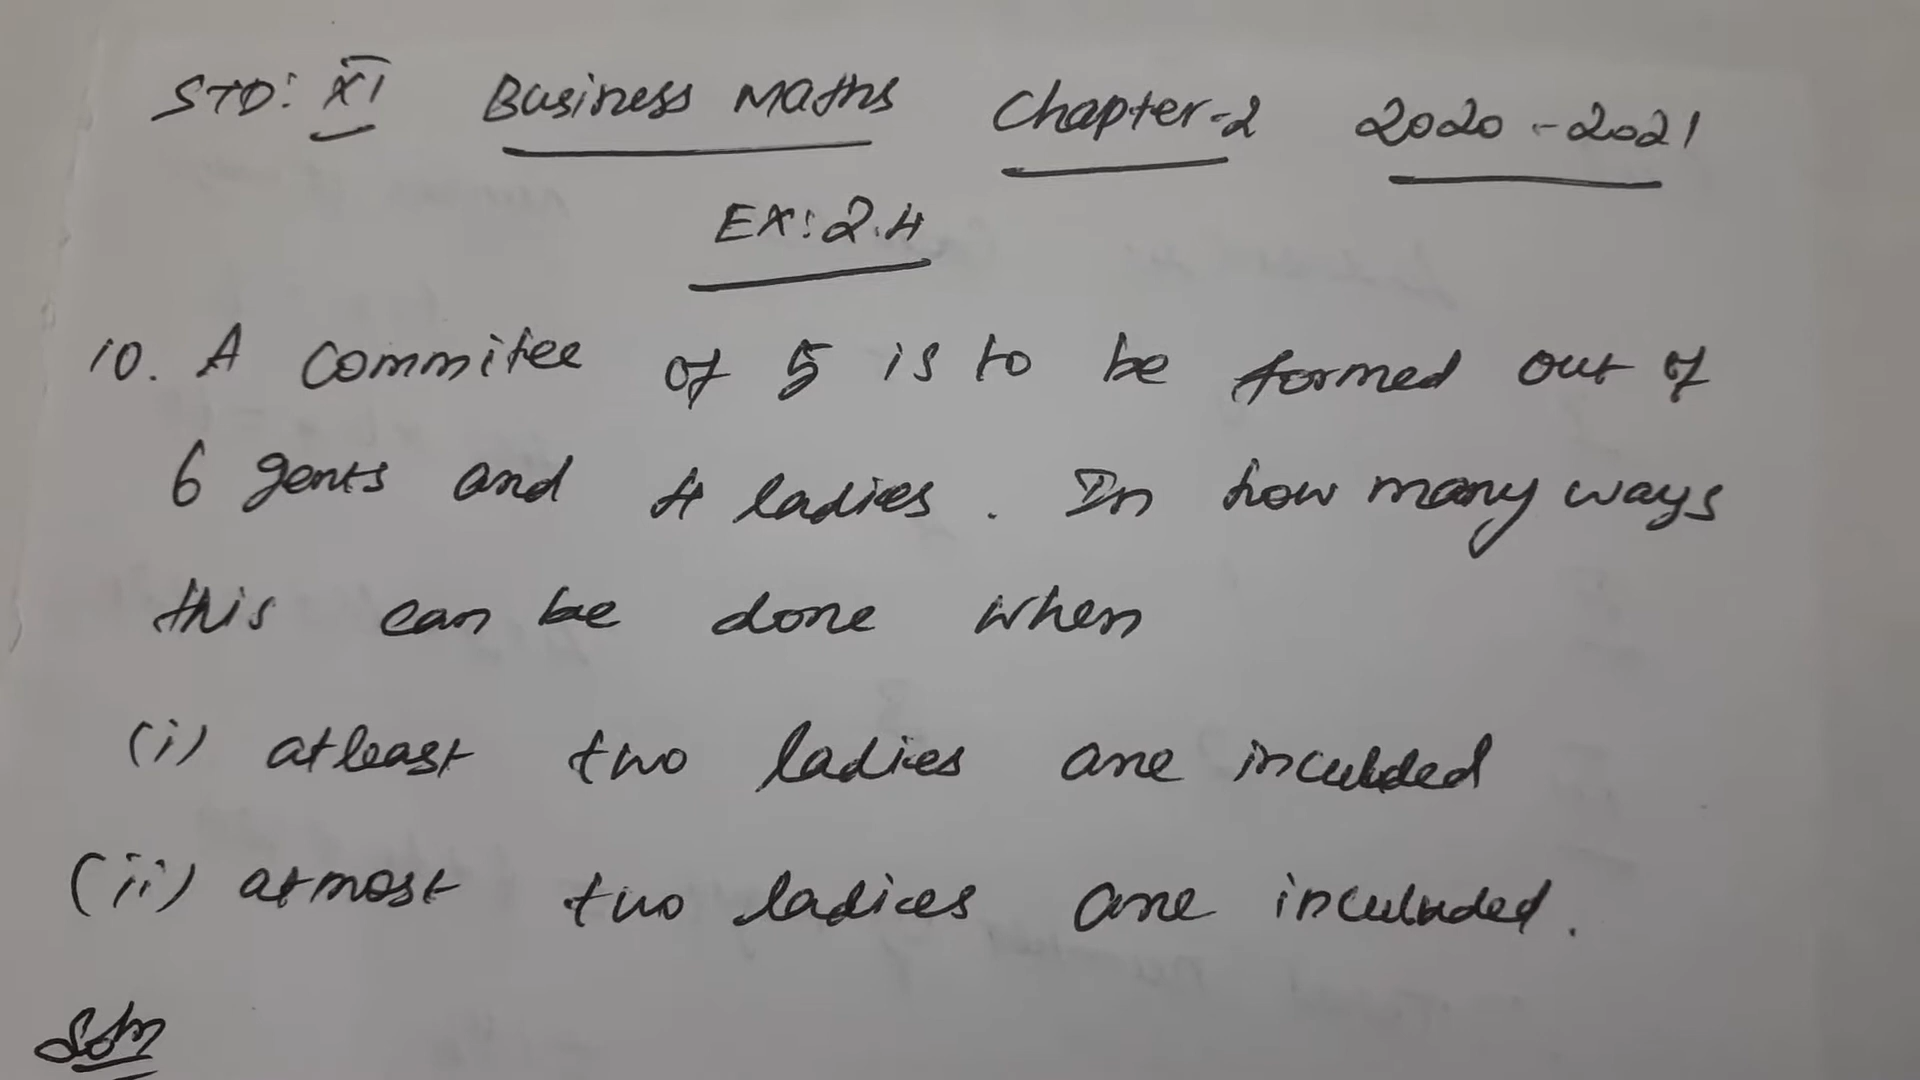 STD: XI Business Maths Chapter-2 2020-2021
EX: 2.4
10. A Commitee of 5 is to be formed out of
6 gents and 4 ladies. In how many ways
this can be done when
(i) atleast two ladies are inculded
(ii) atmost two ladies are inculuded.
Soln